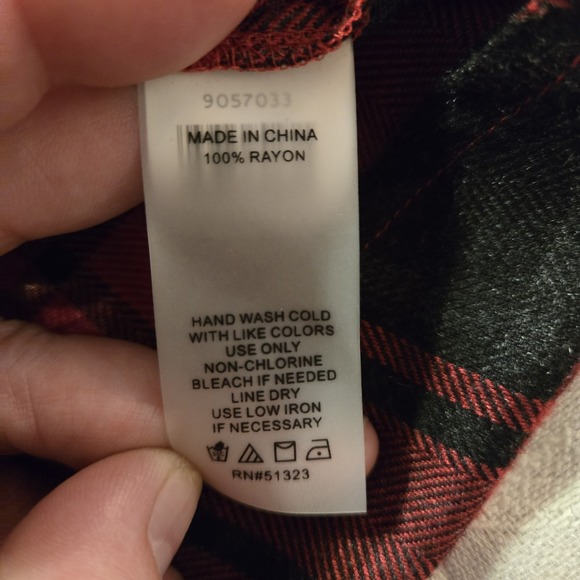 9057033
MADE IN CHINA
100% RAYON
HAND WASH COLD
WITH LIKE COLORS
USE ONLY
NON-CHLORINE
BLEACH IF NEEDED
LINE DRY
USE LOW IRON
IF NECESSARY
RN#51323